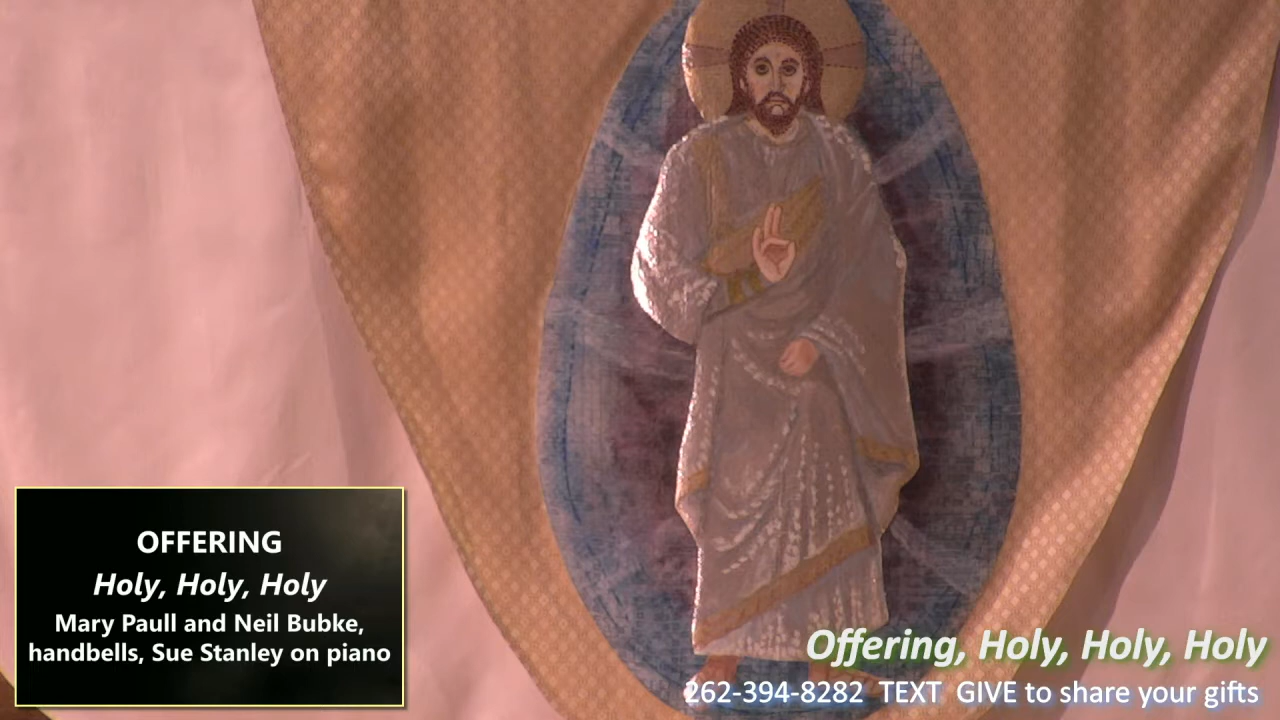 OFFERING
Holy, Holy, Holy
Mary Paull and Neil Bubke,
handbells, Sue Stanley on piano
Offering, Holy, Holy, Holy
262-394-8282 TEXT GIVE to share your gifts